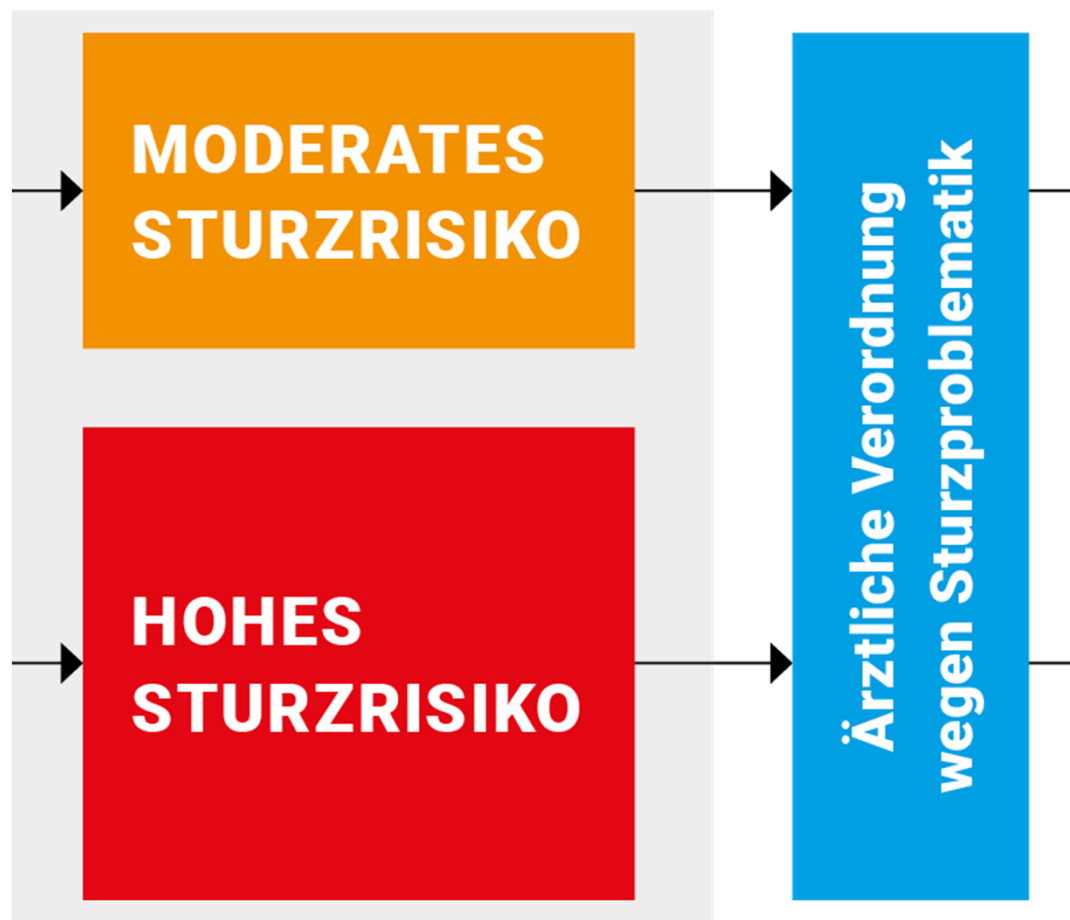 MODERATES
STURZRISIKO
HOHES
STURZRISIKO
Ärztliche Verordnung
wegen Sturzproblematik